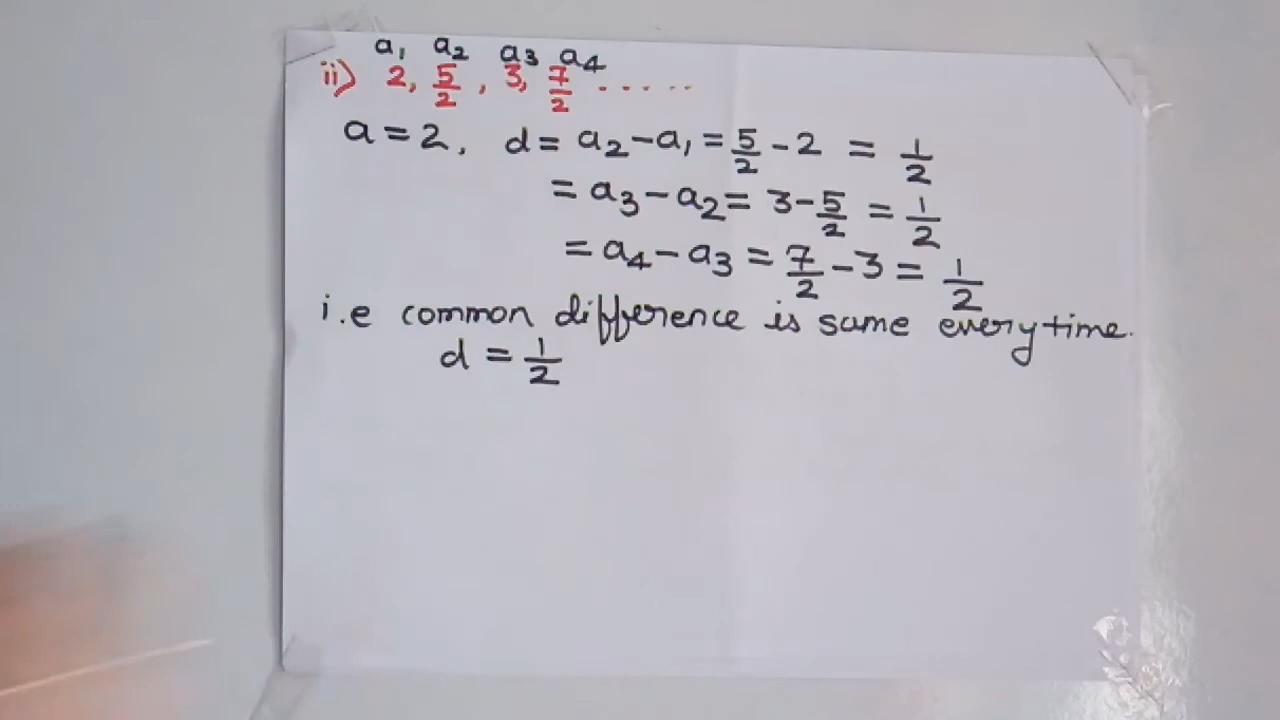 a₁ a₂ a₃ a₄
ii) 2, 5/2, 3, 7/2 ......
a = 2, d = a₂ - a₁ = 5/2 - 2 = 1/2
= a₃ - a₂ = 3 - 5/2 = 1/2
= a₄ - a₃ = 7/2 - 3 = 1/2
i.e common difference is same every time.
d = 1/2